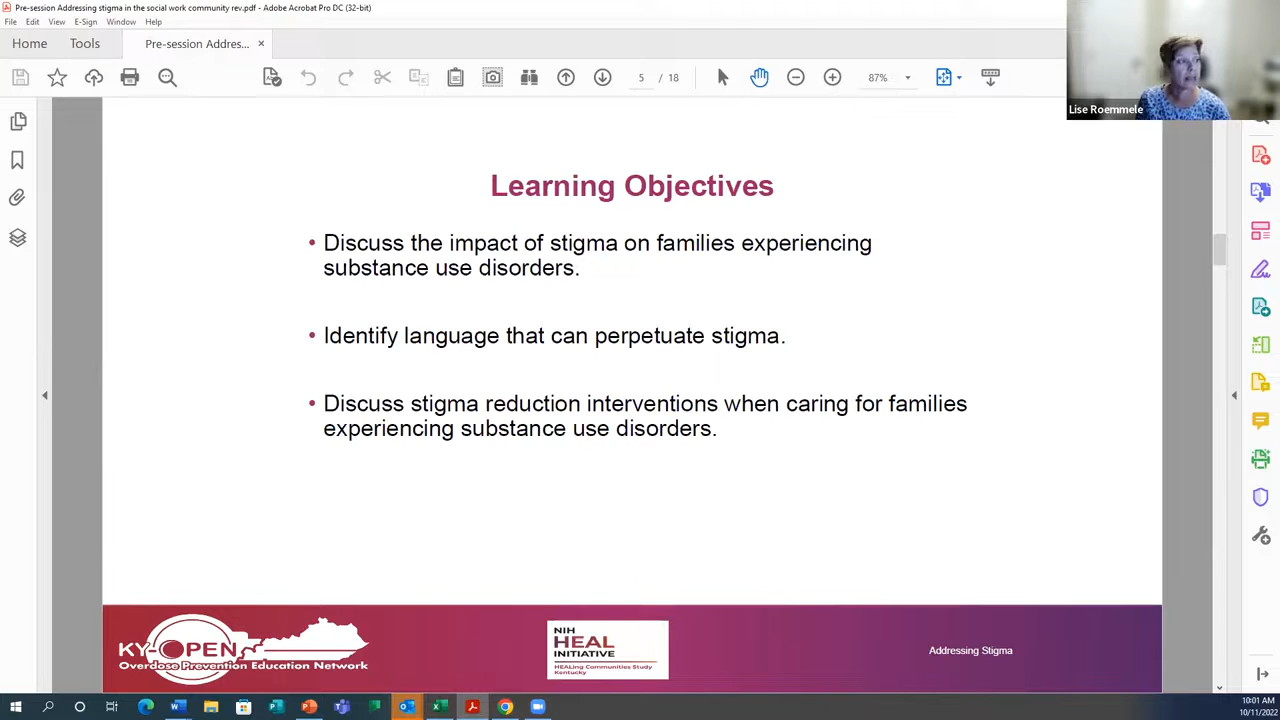 Pre-session Addressing stigma in the social work community rev.pdf - Adobe Acrobat Pro DC (32-bit)
File Edit View E-Sign Window Help
Home Tools Pre-session Addres... ×
5 / 18 87%
Lise Roemmele
Learning Objectives
• Discuss the impact of stigma on families experiencing
substance use disorders.
• Identify language that can perpetuate stigma.
• Discuss stigma reduction interventions when caring for families
experiencing substance use disorders.
KY-OPEN
Overdose Prevention Education Network
NIH
HEAL
INITIATIVE
HEALing Communities Study
Kentucky
Addressing Stigma
10:01 AM
10/11/2022